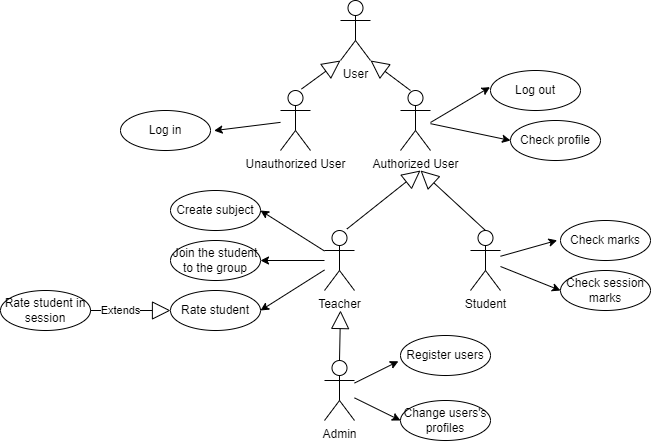 User
Log out
Log in
Check profile
Unauthorized User
Authorized User
Create subject
Join the student
to the group
Check marks
Check session
marks
Rate student in
session
Extends
Rate student
Teacher
Student
Register users
Change users's
profiles
Admin